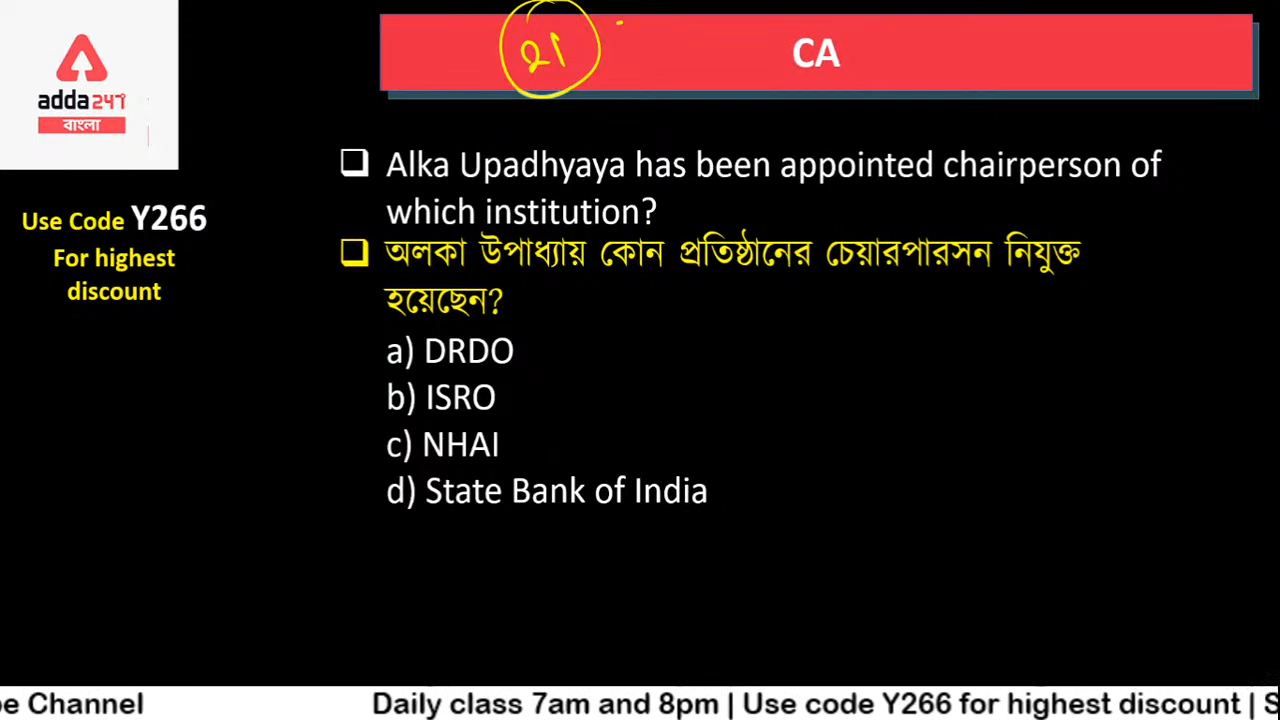 adda247
বাংলা
Use Code Y266
For highest
discount
২১
CA
Alka Upadhyaya has been appointed chairperson of
which institution?
অলকা উপাধ্যায় কোন প্রতিষ্ঠানের চেয়ারপারসন নিযুক্ত
হয়েছেন?
a) DRDO
b) ISRO
c) NHAI
d) State Bank of India
e Channel Daily class 7am and 8pm | Use code Y266 for highest discount | S